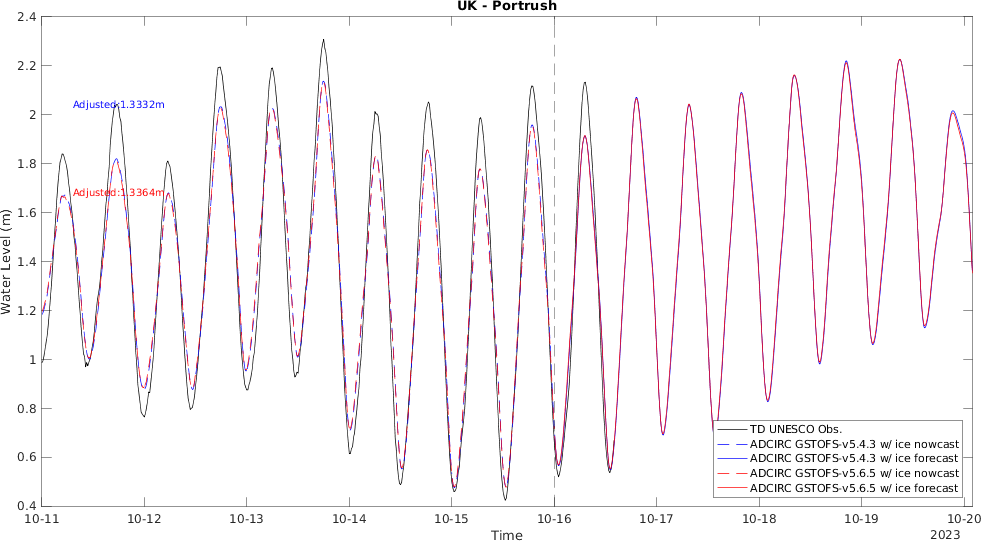 UK - Portrush
2.4
2.2
2
1.8
1.6
1.4
1.2
1
0.8
0.6
0.4
Water Level (m)
Adjusted:1.3332m
Adjusted:1.3364m
TD UNESCO Obs.
ADCIRC GSTOFS-v5.4.3 w/ ice nowcast
ADCIRC GSTOFS-v5.4.3 w/ ice forecast
ADCIRC GSTOFS-v5.6.5 w/ ice nowcast
ADCIRC GSTOFS-v5.6.5 w/ ice forecast
10-11 10-12 10-13 10-14 10-15 10-16 10-17 10-18 10-19 10-20
Time
2023